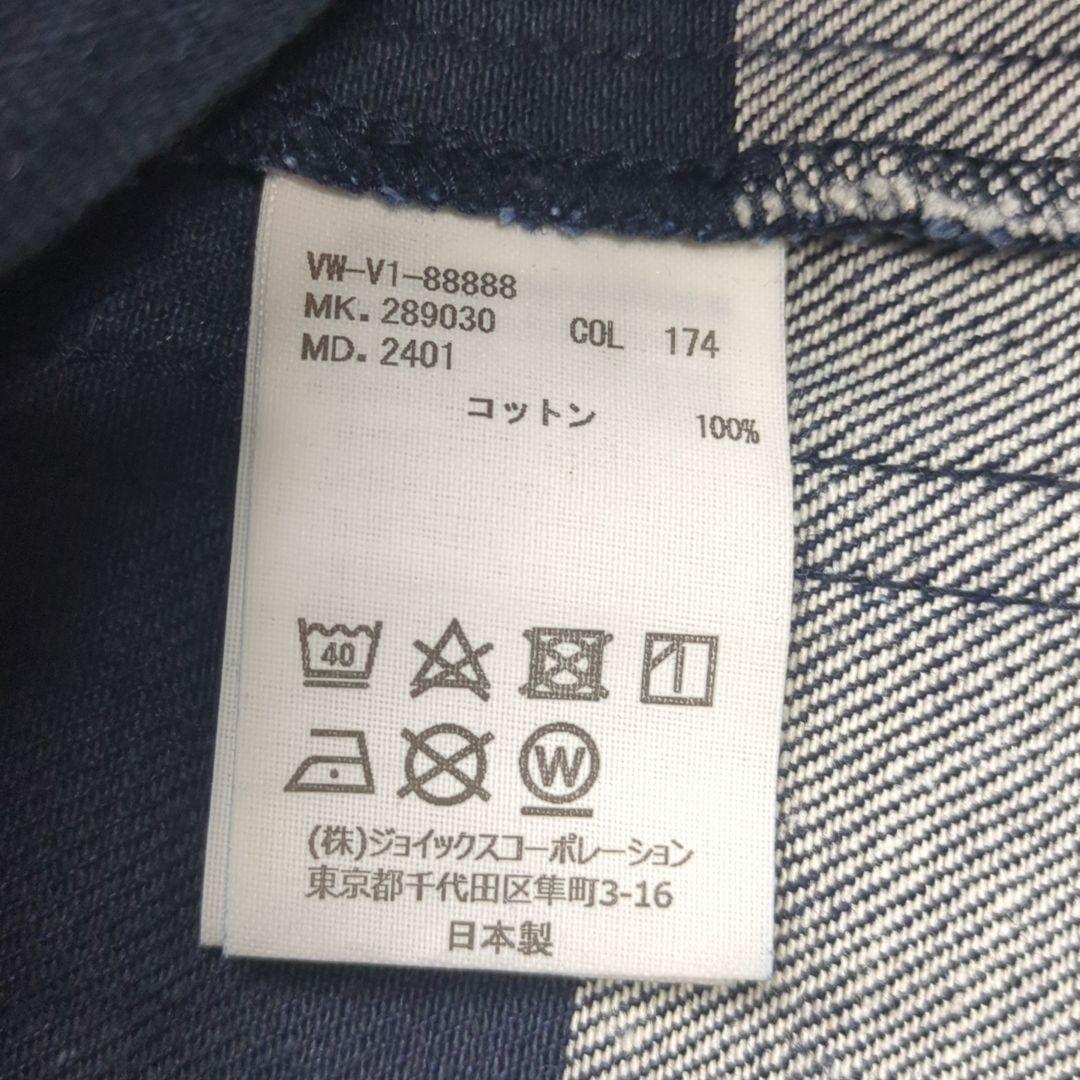 VW-V1-88888
MK. 289030 COL 174
MD. 2401
コットン 100%
40
W
(株)ジョイックスコーポレーション
東京都千代田区隼町3-16
日本製